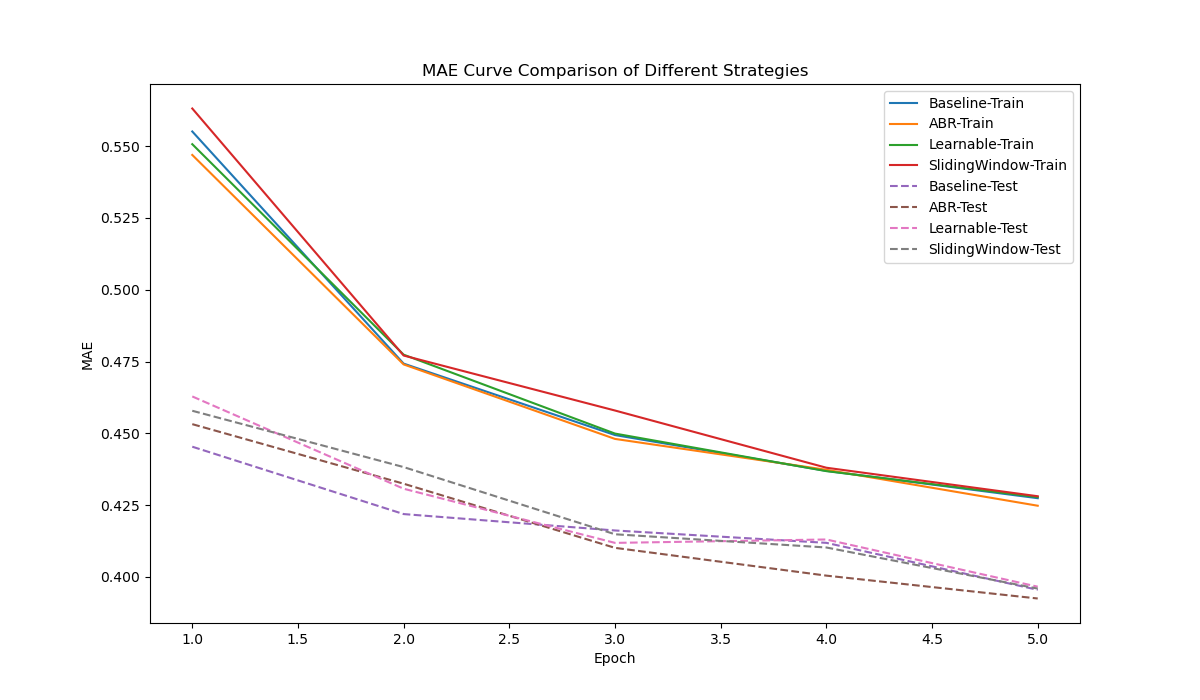 MAE Curve Comparison of Different Strategies
Baseline-Train
ABR-Train
Learnable-Train
SlidingWindow-Train
Baseline-Test
ABR-Test
Learnable-Test
SlidingWindow-Test
0.550
0.525
0.500
0.475
0.450
0.425
0.400
MAE
1.0 1.5 2.0 2.5 3.0 3.5 4.0 4.5 5.0
Epoch